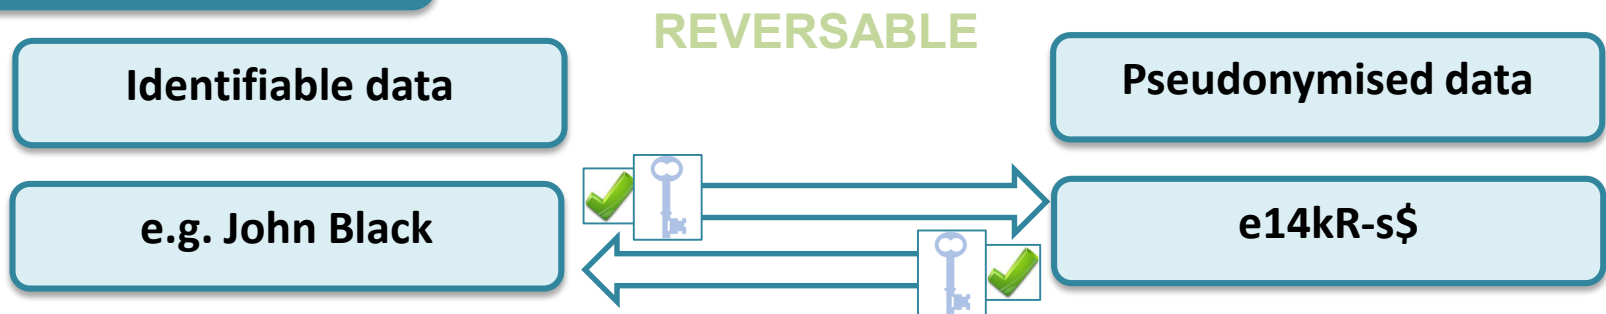 REVERSABLE
Identifiable data
Pseudonymised data
e.g. John Black
e14kR-s$